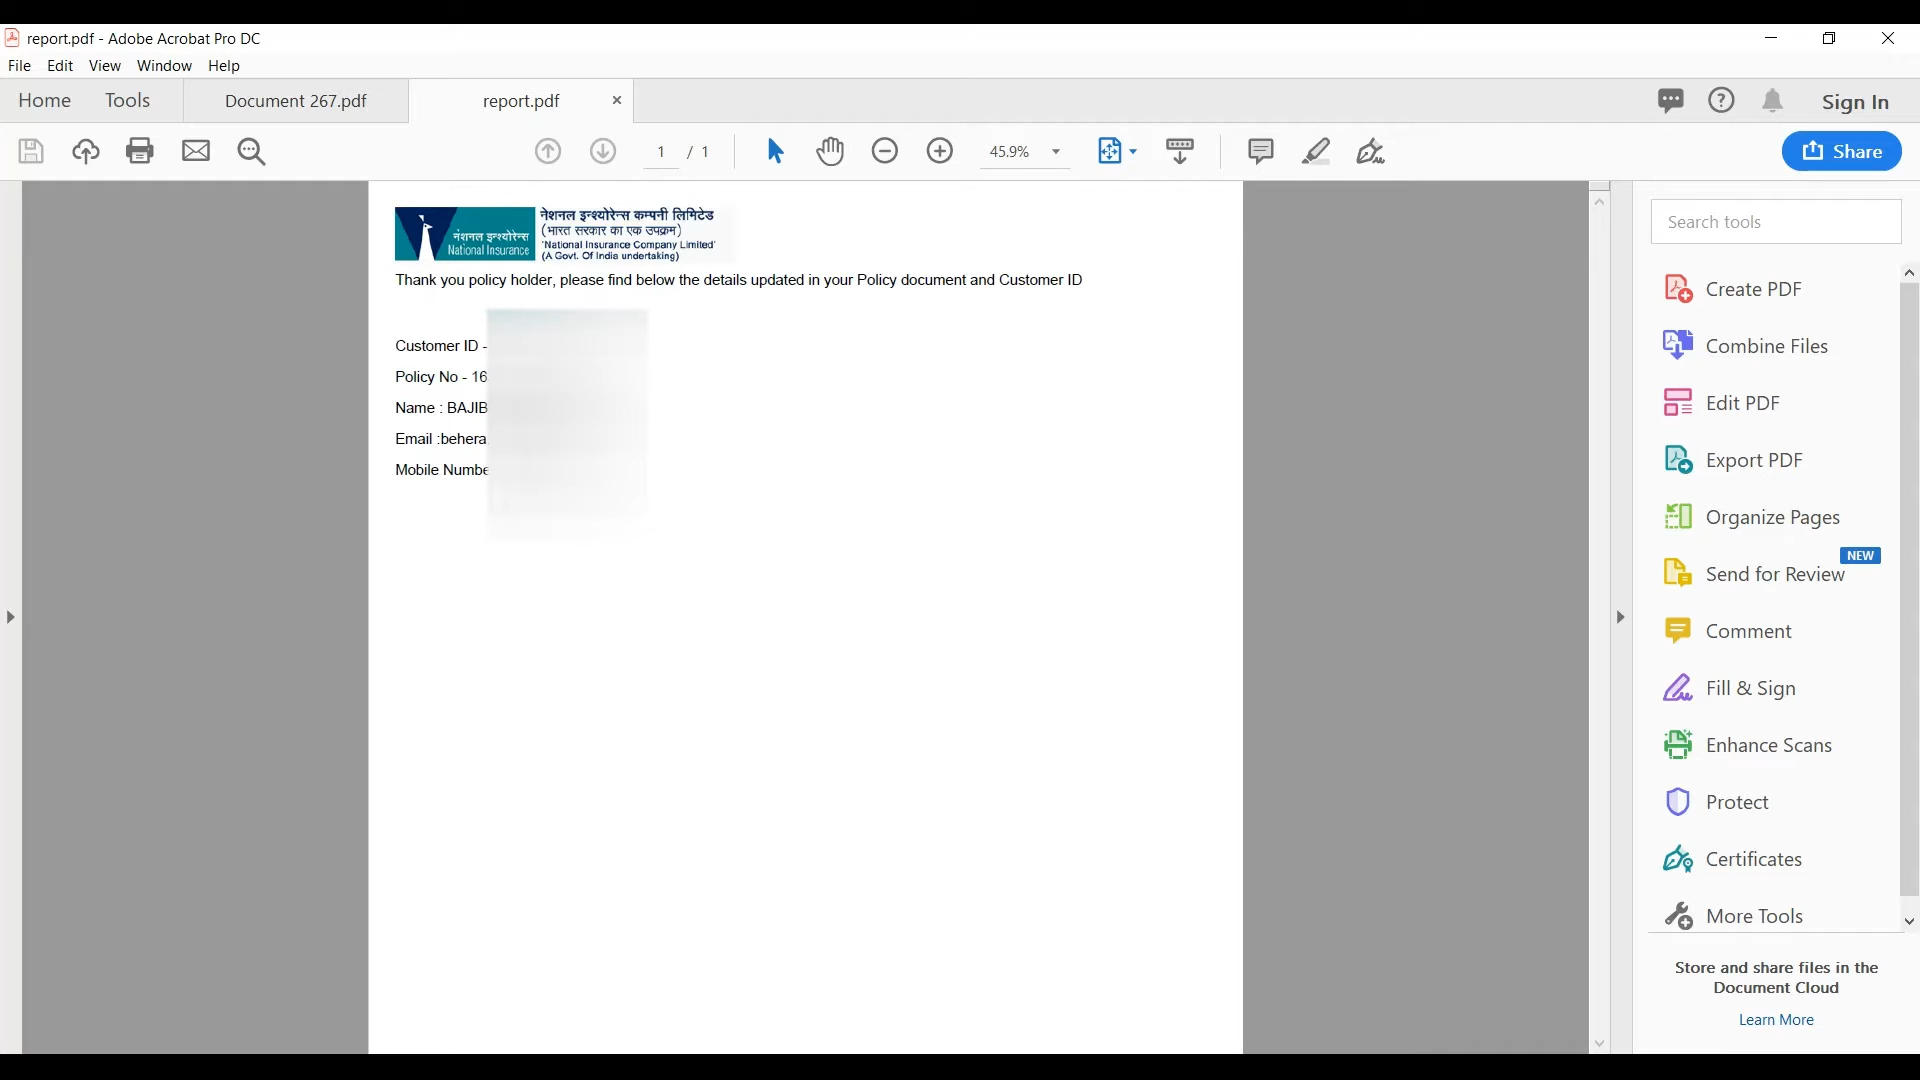 report.pdf - Adobe Acrobat Pro DC
File Edit View Window Help
Home Tools Document 267.pdf report.pdf Sign In
1 / 1 45.9% Share
नेशनल इन्श्योरेन्स
National Insurance
नेशनल इन्श्योरेन्स कम्पनी लिमिटेड
(भारत सरकार का एक उपक्रम)
'National Insurance Company Limited'
(A Govt. Of India undertaking)
Thank you policy holder, please find below the details updated in your Policy document and Customer ID
Customer ID -
Policy No - 16
Name : BAJIB
Email :behera
Mobile Numbe
Search tools
Create PDF
Combine Files
Edit PDF
Export PDF
Organize Pages
NEW
Send for Review
Comment
Fill & Sign
Enhance Scans
Protect
Certificates
More Tools
Store and share files in the
Document Cloud
Learn More